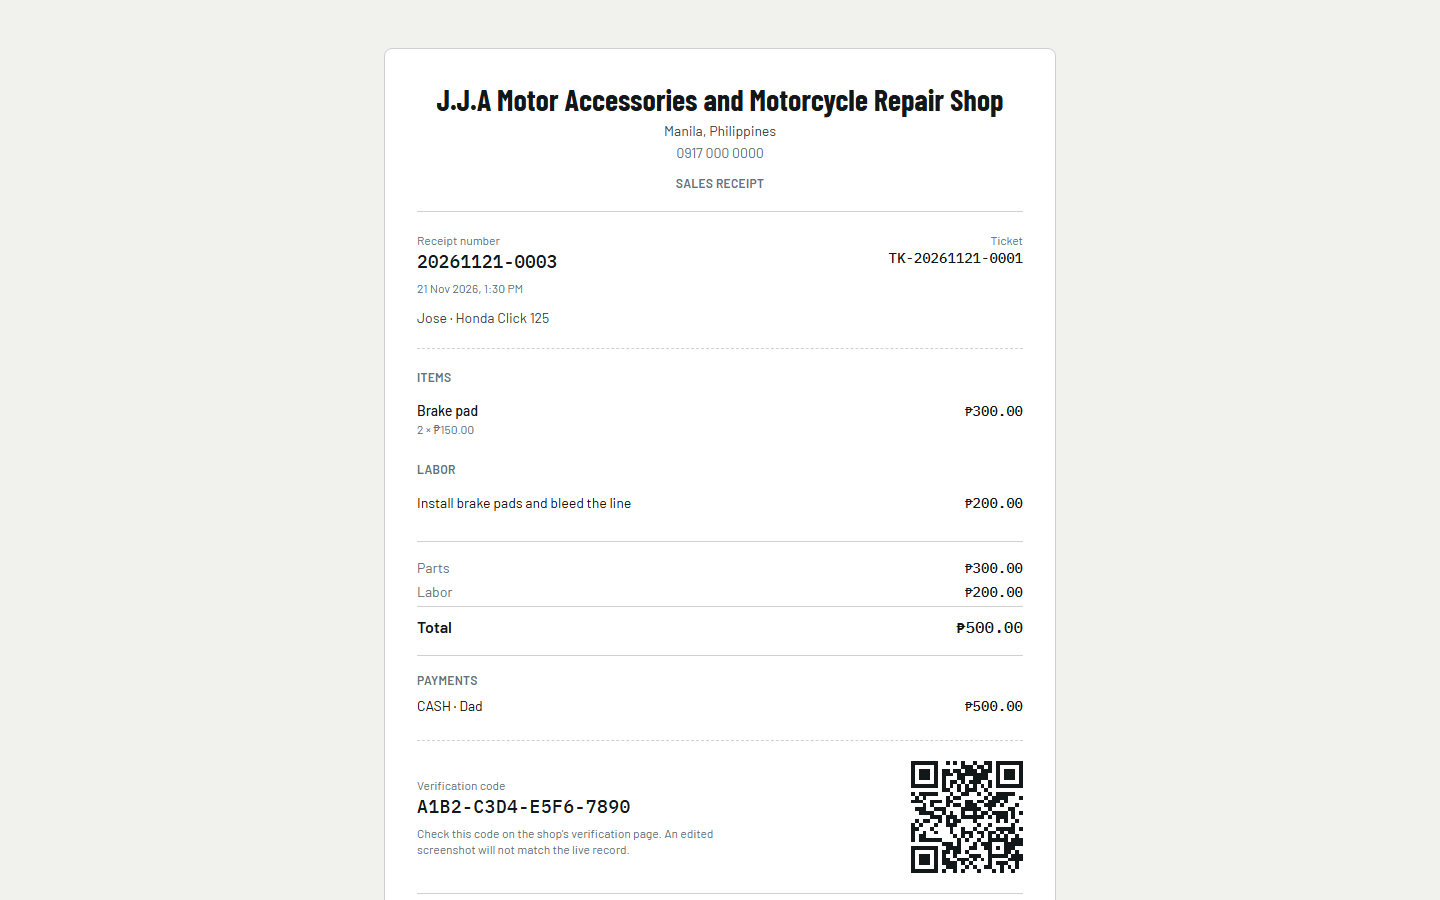 J.J.A Motor Accessories and Motorcycle Repair Shop
Manila, Philippines
0917 000 0000
SALES RECEIPT
Receipt number
20261121-0003
21 Nov 2026, 1:30 PM
Ticket
TK-20261121-0001
Jose · Honda Click 125
ITEMS
Brake pad ₱300.00
2 × ₱150.00
LABOR
Install brake pads and bleed the line ₱200.00
Parts ₱300.00
Labor ₱200.00
Total ₱500.00
PAYMENTS
CASH · Dad ₱500.00
Verification code
A1B2-C3D4-E5F6-7890
Check this code on the shop's verification page. An edited
screenshot will not match the live record.